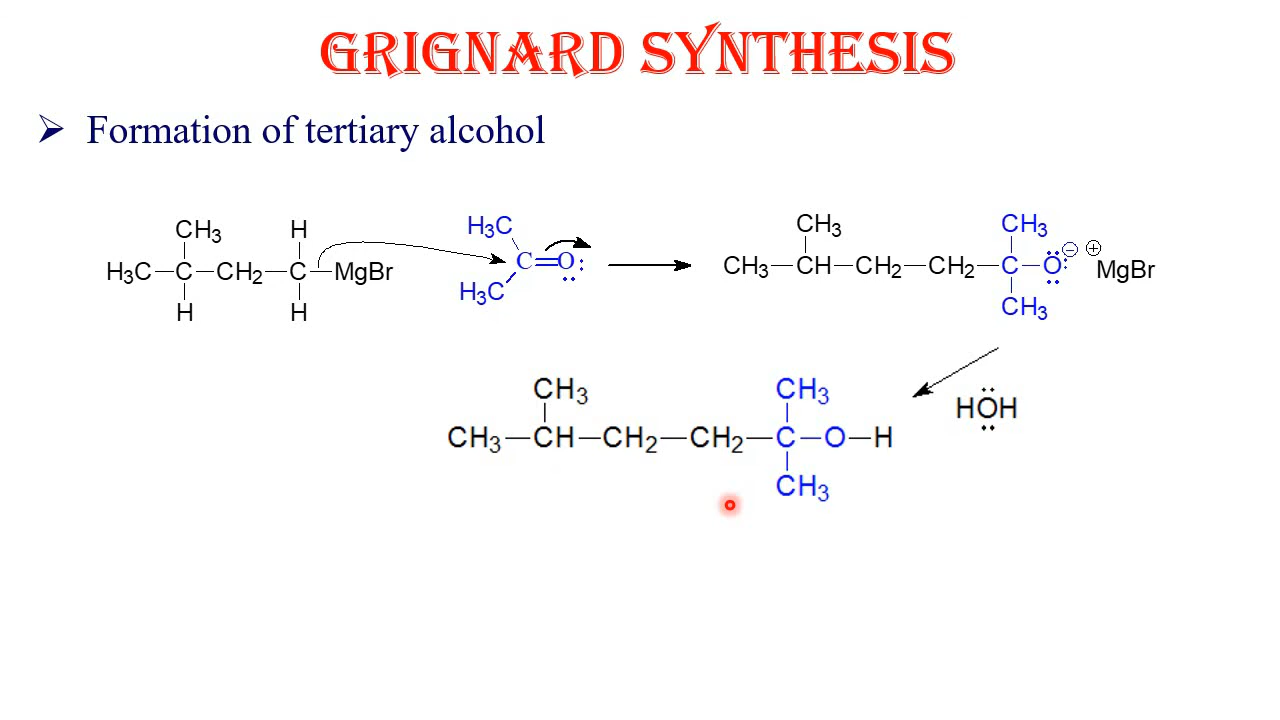 GRIGNARD SYNTHESIS
➢ Formation of tertiary alcohol
CH3 H H3C CH3 CH3
H3C—C—CH2—C—MgBr C=O: CH3—CH—CH2—CH2—C—O:⊖ ⊕MgBr
H H H3C CH3
CH3 CH3 HÖH
CH3—CH—CH2—CH2—C—O—H
CH3